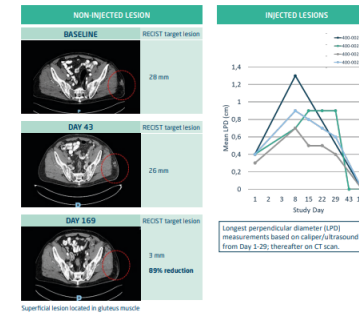 NON-INJECTED LESION
BASELINE
RECIST target lesion
28 mm
DAY 43
RECIST target lesion
26 mm
DAY 169
RECIST target lesion
3 mm
89% reduction
Superficial lesion located in gluteus muscle
INJECTED LESIONS
1,4
1,2
1
0,8
0,6
0,4
0,2
0
Mean LPD (cm)
1 2 3 8 15 22 29 43
Study Day
Longest perpendicular diameter (LPD)
measurements based on caliper/ultrasound
from Day 1-29; thereafter on CT scan.